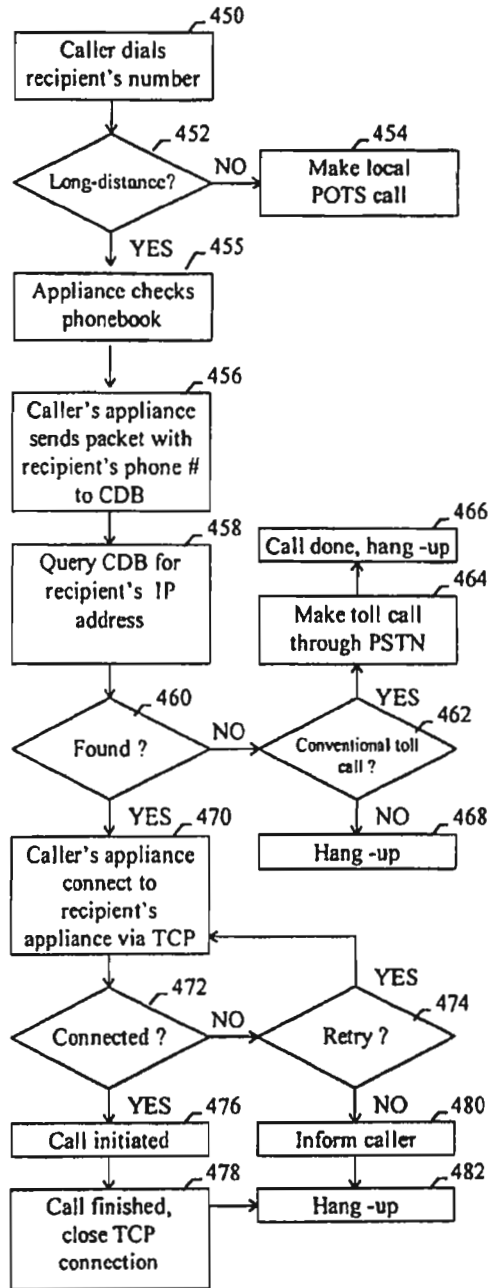 450
Caller dials
recipient's number
452
Long-distance?
NO
454
Make local
POTS call
YES
455
Appliance checks
phonebook
456
Caller's appliance
sends packet with
recipient's phone #
to CDB
458
Query CDB for
recipient's IP
address
466
Call done, hang -up
464
Make toll call
through PSTN
YES
460
Found ?
NO
462
Conventional toll
call ?
YES
470
NO
468
Hang -up
Caller's appliance
connect to
recipient's
appliance via TCP
472
Connected ?
NO
YES
474
Retry ?
YES
476
Call initiated
NO
480
Inform caller
478
Call finished,
close TCP
connection
482
Hang -up